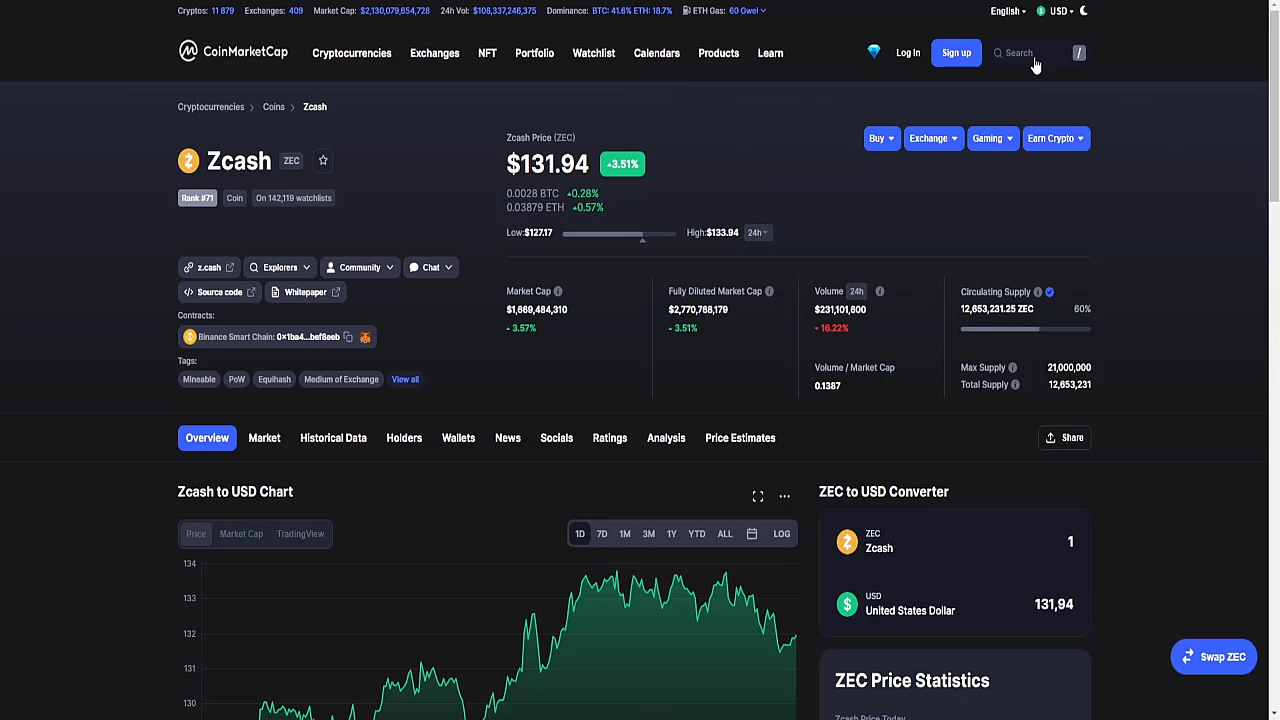 Cryptos: 11 879 Exchanges: 409 Market Cap: $2,130,079,654,728 24h Vol: $108,337,246,375 Dominance: BTC: 41.6% ETH: 18.7% ETH Gas: 60 Gwei English USD
CoinMarketCap Cryptocurrencies Exchanges NFT Portfolio Watchlist Calendars Products Learn Log In Sign up Search /
Cryptocurrencies Coins Zcash
Zcash ZEC
Rank #71 Coin On 142,119 watchlists
z.cash Explorers Community Chat
Source code Whitepaper
Contracts:
Binance Smart Chain: 0x1ba4...bef8eeb
Tags:
Mineable PoW Equihash Medium of Exchange View all
Zcash Price (ZEC)
$131.94 3.51%
0.0028 BTC 0.28%
0.03879 ETH 0.57%
Low: $127.17 High: $133.94 24h
Buy Exchange Gaming Earn Crypto
Market Cap
$1,669,484,310
3.57%
Fully Diluted Market Cap
$2,770,768,179
3.51%
Volume 24h
$231,101,600
16.22%
Volume / Market Cap
0.1387
Circulating Supply
12,653,231.25 ZEC 60%
Max Supply 21,000,000
Total Supply 12,653,231
Overview Market Historical Data Holders Wallets News Socials Ratings Analysis Price Estimates Share
Zcash to USD Chart
Price Market Cap TradingView 1D 7D 1M 3M 1Y YTD ALL LOG
134
133
132
131
130
ZEC to USD Converter
ZEC
Zcash 1
USD
United States Dollar 131,94
Swap ZEC
ZEC Price Statistics
Zcash Price Today